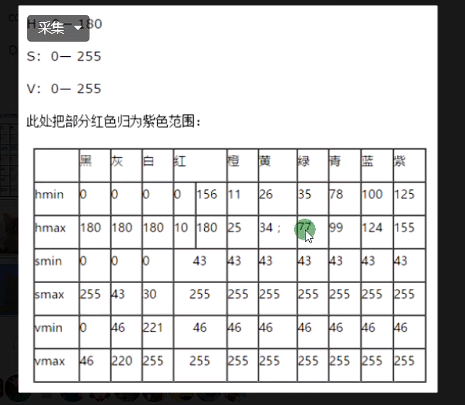 H: 0— 180
采集
S: 0— 255
V: 0— 255
此处把部分红色归为紫色范围:
黑 灰 白 红 橙 黄 绿 青 蓝 紫
hmin 0 0 0 0 156 11 26 35 78 100 125
hmax 180 180 180 10 180 25 34 ; 77 99 124 155
smin 0 0 0 43 43 43 43 43 43 43
smax 255 43 30 255 255 255 255 255 255 255
vmin 0 46 221 46 46 46 46 46 46 46
vmax 46 220 255 255 255 255 255 255 255 255